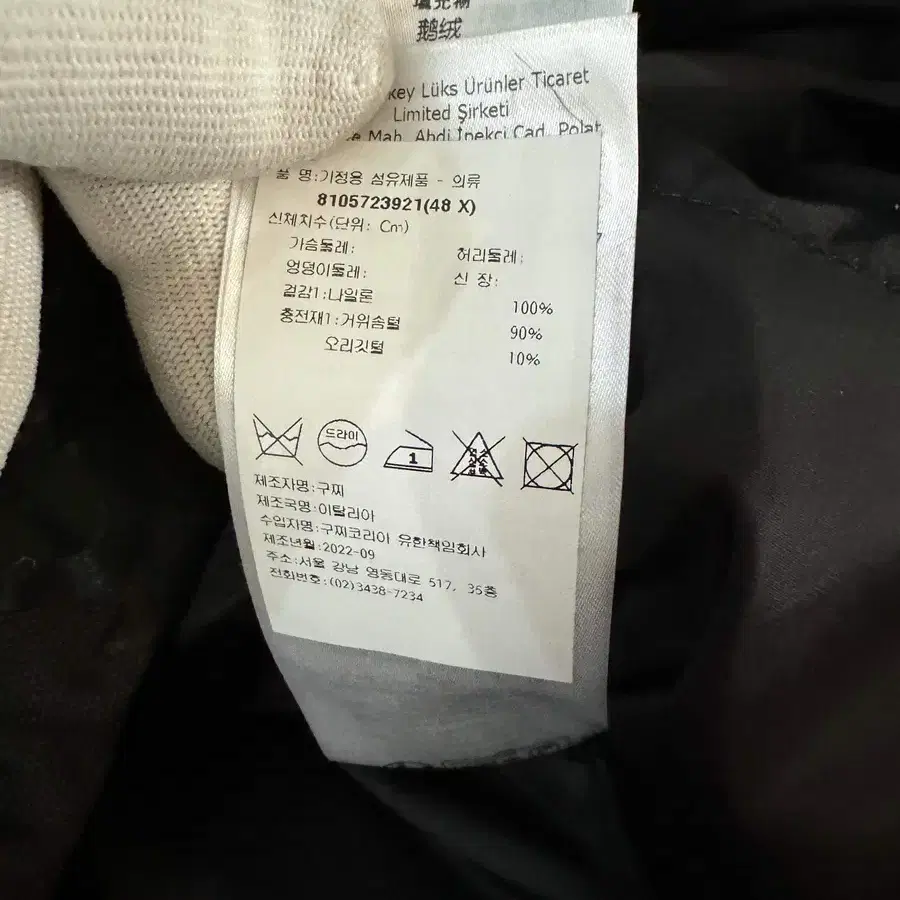 鹅绒
key Lüks Ürünler Ticaret
Limited Şirketi
e Mah. Abdi İpekçi Cad. Polat
품 명:가정용 섬유제품 - 의류
8105723921(48 X)
신체치수(단위: Cm)
가슴둘레:
허리둘레:
엉덩이둘레:
신 장:
겉감1:나일론 100%
충전재1:거위솜털 90%
오리깃털 10%
드라이
1
제조자명:구찌
제조국명:이탈리아
수입자명:구찌코리아 유한책임회사
제조년월:2022-09
주소:서울 강남 영동대로 517, 35층
전화번호:(02)3438-7234